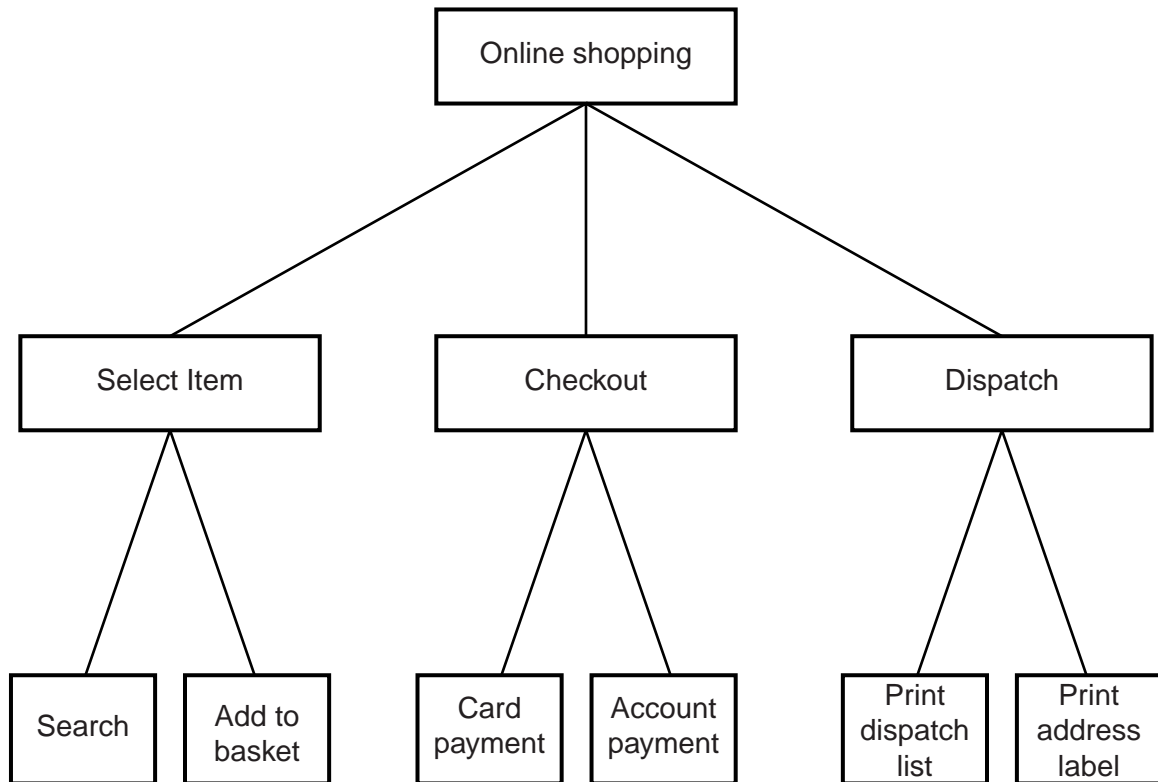 Online shopping
Select Item
Checkout
Dispatch
Search
Add to
basket
Card
payment
Account
payment
Print
dispatch
list
Print
address
label